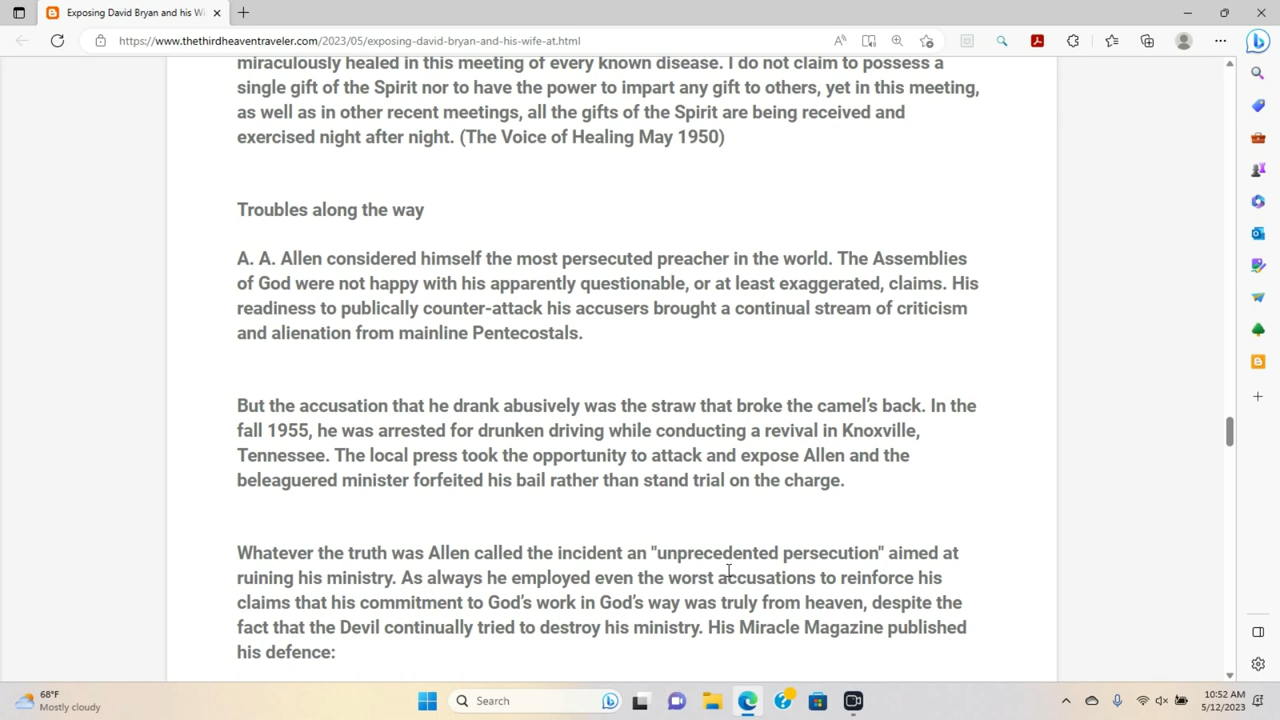 Exposing David Bryan and his Wi
https://www.thethirdheaventraveler.com/2023/05/exposing-david-bryan-and-his-wife-at.html
miraculously healed in this meeting of every known disease. I do not claim to possess a
single gift of the Spirit nor to have the power to impart any gift to others, yet in this meeting,
as well as in other recent meetings, all the gifts of the Spirit are being received and
exercised night after night. (The Voice of Healing May 1950)
Troubles along the way
A. A. Allen considered himself the most persecuted preacher in the world. The Assemblies
of God were not happy with his apparently questionable, or at least exaggerated, claims. His
readiness to publically counter-attack his accusers brought a continual stream of criticism
and alienation from mainline Pentecostals.
But the accusation that he drank abusively was the straw that broke the camel’s back. In the
fall 1955, he was arrested for drunken driving while conducting a revival in Knoxville,
Tennessee. The local press took the opportunity to attack and expose Allen and the
beleaguered minister forfeited his bail rather than stand trial on the charge.
Whatever the truth was Allen called the incident an "unprecedented persecution" aimed at
ruining his ministry. As always he employed even the worst accusations to reinforce his
claims that his commitment to God’s work in God’s way was truly from heaven, despite the
fact that the Devil continually tried to destroy his ministry. His Miracle Magazine published
his defence:
68°F
Mostly cloudy
Search
10:52 AM
5/12/2023